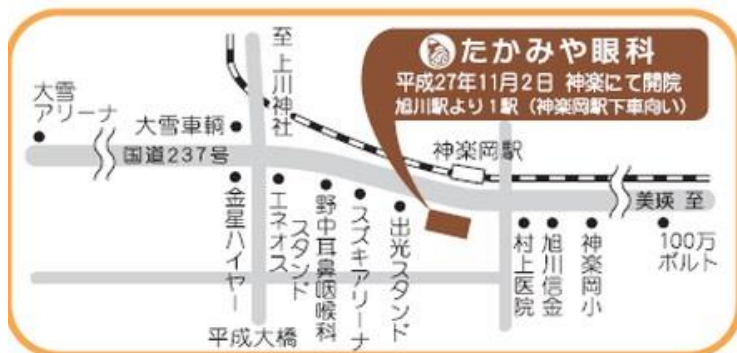 たかみや眼科
平成27年11月2日 神楽にて開院
旭川駅より1駅（神楽岡駅下車向い）
至 上川神社
大雪
アリーナ
大雪車輌
国道237号
神楽岡駅
美瑛 至
金星ハイヤー
エネオス
スタンド
野中耳鼻咽喉科
スズキアリーナ
出光スタンド
村上医院
旭川信金
神楽岡小
100万
ボルト
平成大橋